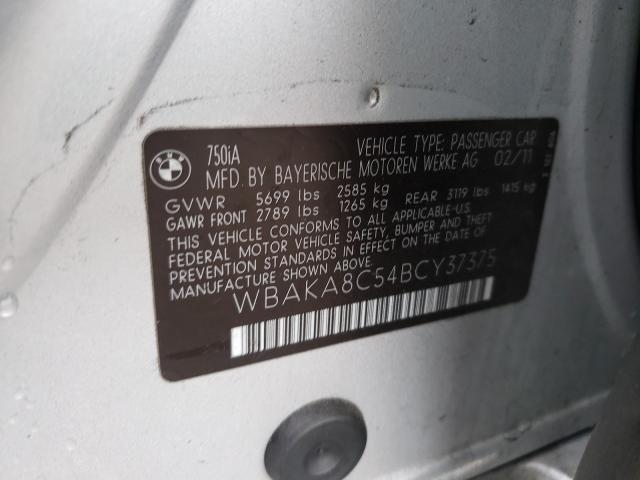 BMW
750iA VEHICLE TYPE: PASSENGER CAR
MFD. BY BAYERISCHE MOTOREN WERKE AG 02/11
GVWR 5699 lbs 2585 kg
GAWR FRONT 2789 lbs 1265 kg REAR 3119 lbs 1415 kg
THIS VEHICLE CONFORMS TO ALL APPLICABLE-U.S.
FEDERAL MOTOR VEHICLE SAFETY, BUMPER AND THEFT
PREVENTION STANDARDS IN EFFECT ON THE DATE OF
MANUFACTURE SHOWN ABOVE.
WBAKA8C54BCY37375